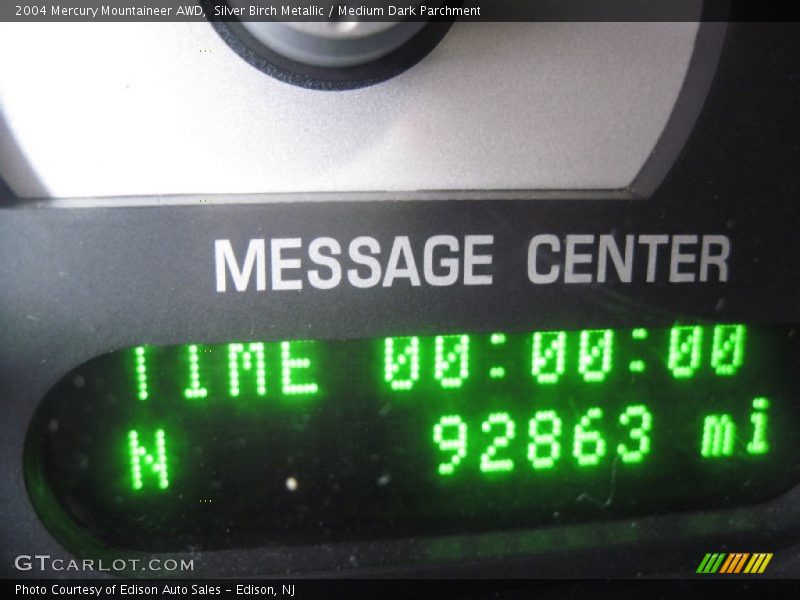 2004 Mercury Mountaineer AWD, Silver Birch Metallic / Medium Dark Parchment
MESSAGE CENTER
TIME 00:00:00
N 92863 mi
GTCARLOT.COM
Photo Courtesy of Edison Auto Sales - Edison, NJ